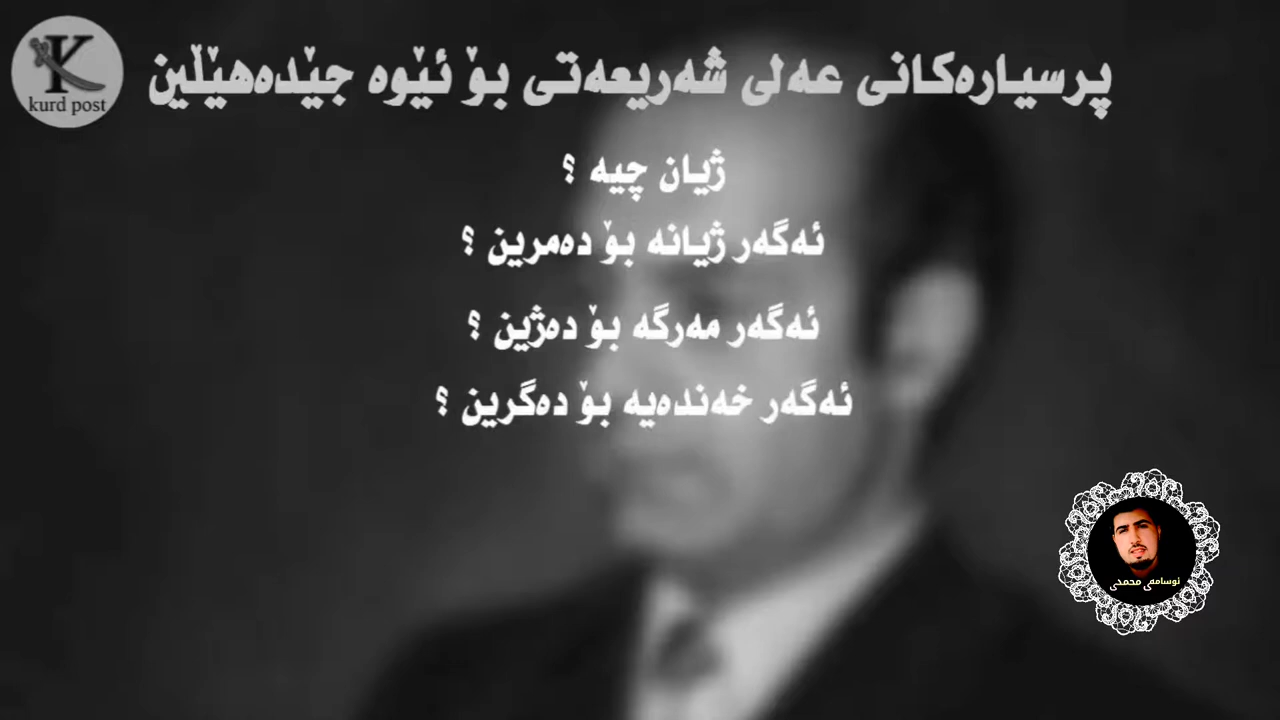 پرسیارەکانی عەلی شەریعەتی بۆ ئێوە جێدەهێڵین
ژیان چیە ؟
ئەگەر ژیانە بۆ دەمرین ؟
ئەگەر مەرگە بۆ دەژین ؟
ئەگەر خەندەیە بۆ دەگرین ؟
K
kurd post
ئوسامەی محمدی